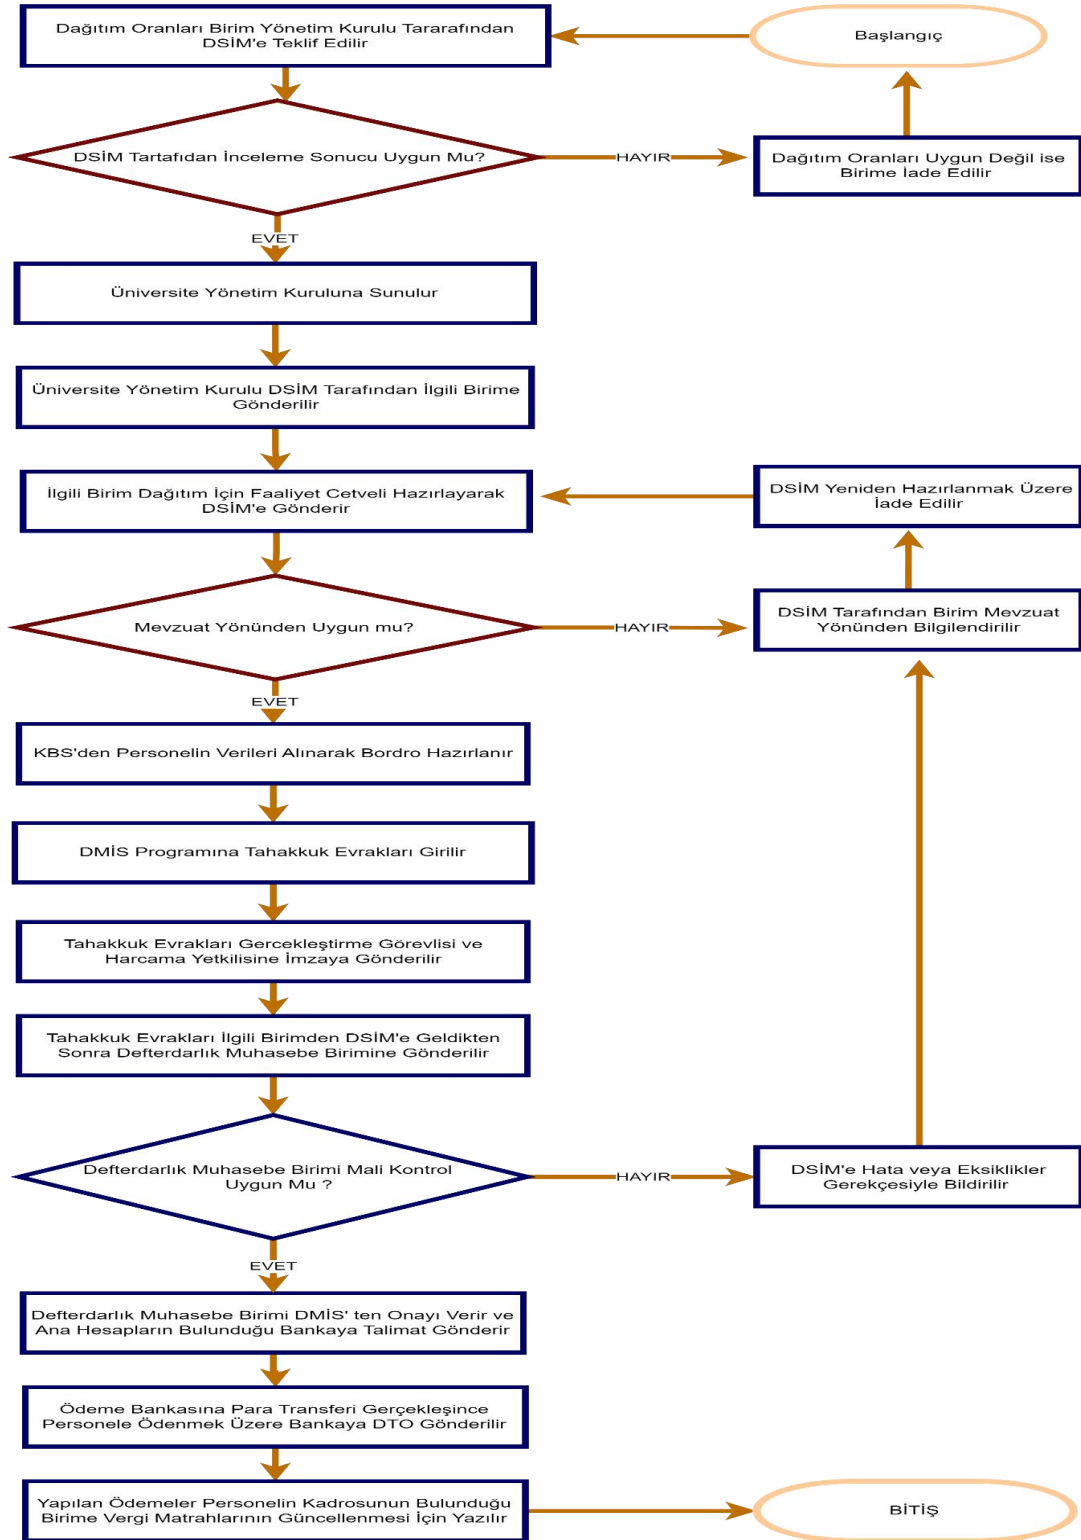 Dağıtım Oranları Birim Yönetim Kurulu Tararafından
DSİM'e Teklif Edilir
Başlangıç
DSİM Tartafıdan İnceleme Sonucu Uygun Mu?
HAYIR
Dağıtım Oranları Uygun Değil ise
Birime İade Edilir
EVET
Üniversite Yönetim Kuruluna Sunulur
Üniversite Yönetim Kurulu DSİM Tarafından İlgili Birime
Gönderilir
İlgili Birim Dağıtım İçin Faaliyet Cetveli Hazırlayarak
DSİM'e Gönderir
DSİM Yeniden Hazırlanmak Üzere
İade Edilir
Mevzuat Yönünden Uygun mu?
HAYIR
DSİM Tarafından Birim Mevzuat
Yönünden Bilgilendirilir
EVET
KBS'den Personelin Verileri Alınarak Bordro Hazırlanır
DMİS Programına Tahakkuk Evrakları Girilir
Tahakkuk Evrakları Gercekleştirme Görevlisi ve
Harcama Yetkilisine İmzaya Gönderilir
Tahakkuk Evrakları İlgili Birimden DSİM'e Geldikten
Sonra Defterdarlık Muhasebe Birimine Gönderilir
Defterdarlık Muhasebe Birimi Mali Kontrol
Uygun Mu ?
HAYIR
DSİM'e Hata veya Eksiklikler
Gerekçesiyle Bildirilir
EVET
Defterdarlık Muhasebe Birimi DMİS' ten Onayı Verir ve
Ana Hesapların Bulunduğu Bankaya Talimat Gönderir
Ödeme Bankasına Para Transferi Gerçekleşince
Personele Ödenmek Üzere Bankaya DTO Gönderilir
Yapılan Ödemeler Personelin Kadrosunun Bulunduğu
Birime Vergi Matrahlarının Güncellenmesi İçin Yazılır
BİTİŞ